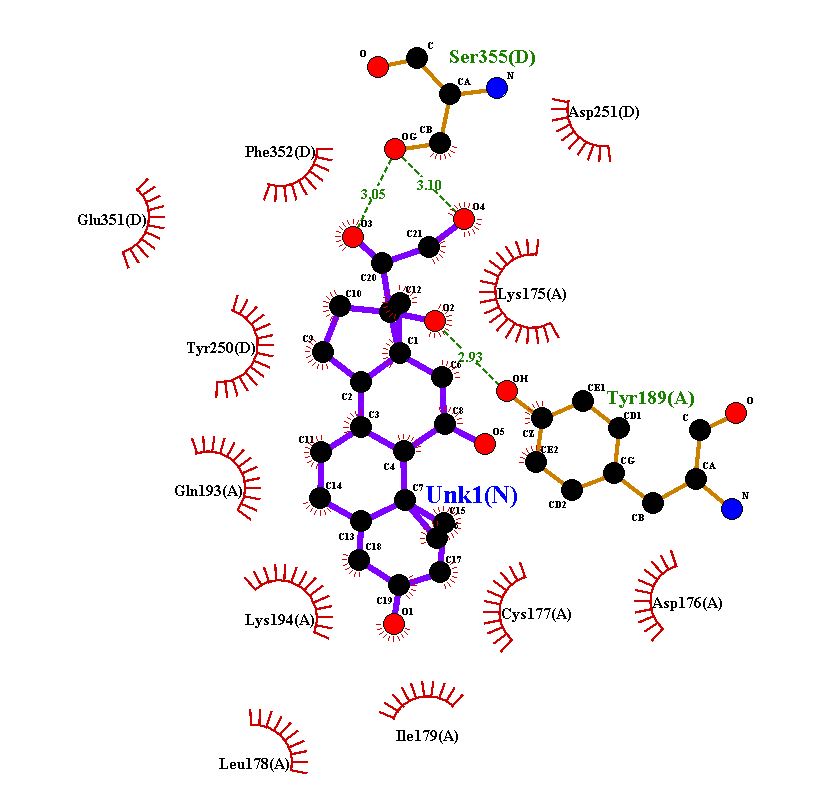 O
C
Ser355(D)
N
CA
Asp251(D)
OG
CB
Phe352(D)
3.05
3.10
Glu351(D)
O3
O4
C21
C20
C10
C12
Lys175(A)
O2
Tyr250(D)
C9
C1
2.93
C6
OH
C2
CE1
Tyr189(A)
O
C3
C8
CZ
CD1
C
C11
O5
C4
CE2
CG
CA
Gln193(A)
C14
C7
Unk1(N)
CD2
CB
N
C15
C13
C18
C17
C19
O1
Lys194(A)
Cys177(A)
Asp176(A)
Ile179(A)
Leu178(A)